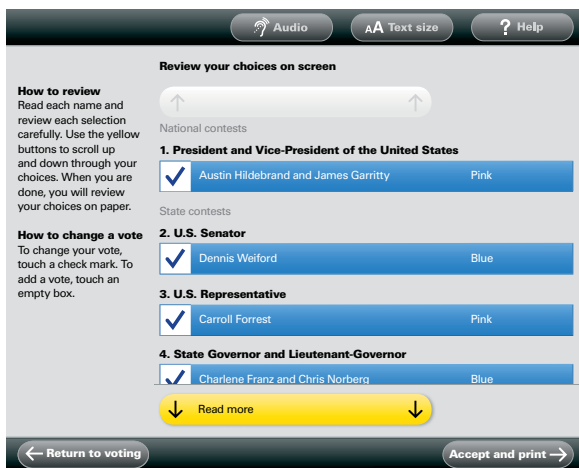 Audio
AA Text size
? Help
How to review
Read each name and
review each selection
carefully. Use the yellow
buttons to scroll up
and down through your
choices. When you are
done, you will review
your choices on paper.
How to change a vote
To change your vote,
touch a check mark. To
add a vote, touch an
empty box.
Review your choices on screen
National contests
1. President and Vice-President of the United States
Austin Hildebrand and James Garritty Pink
State contests
2. U.S. Senator
Dennis Weiford Blue
3. U.S. Representative
Carroll Forrest Pink
4. State Governor and Lieutenant-Governor
Charlene Franz and Chris Norberg Blue
Read more
Return to voting
Accept and print